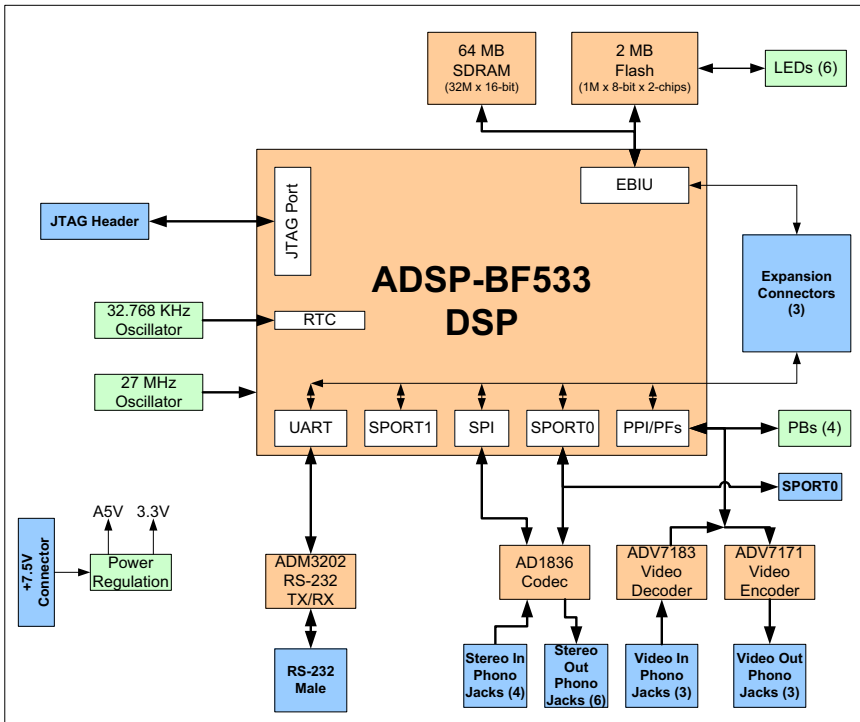 64 MB
SDRAM
(32M x 16-bit)
2 MB
Flash
(1M x 8-bit x 2-chips)
LEDs (6)
EBIU
JTAG Header
JTAG Port
ADSP-BF533
DSP
Expansion
Connectors
(3)
32.768 KHz
Oscillator
RTC
27 MHz
Oscillator
UART
SPORT1
SPI
SPORT0
PPI/PFs
PBs (4)
SPORT0
+7.5V
Connector
A5V
3.3V
Power
Regulation
ADM3202
RS-232
TX/RX
AD1836
Codec
ADV7183
Video
Decoder
ADV7171
Video
Encoder
RS-232
Male
Stereo In
Phono
Jacks (4)
Stereo
Out
Phono
Jacks (6)
Video In
Phono
Jacks (3)
Video Out
Phono
Jacks (3)